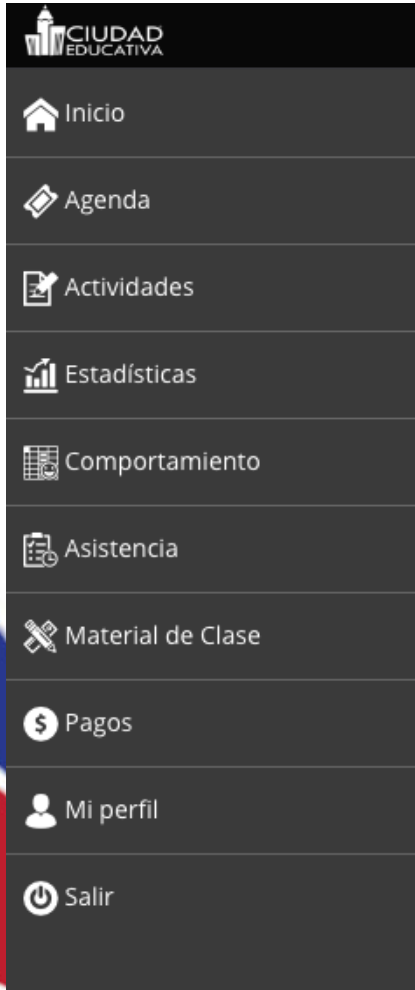 CIUDAD
EDUCATIVA
Inicio
Agenda
Actividades
Estadísticas
Comportamiento
Asistencia
Material de Clase
Pagos
Mi perfil
Salir